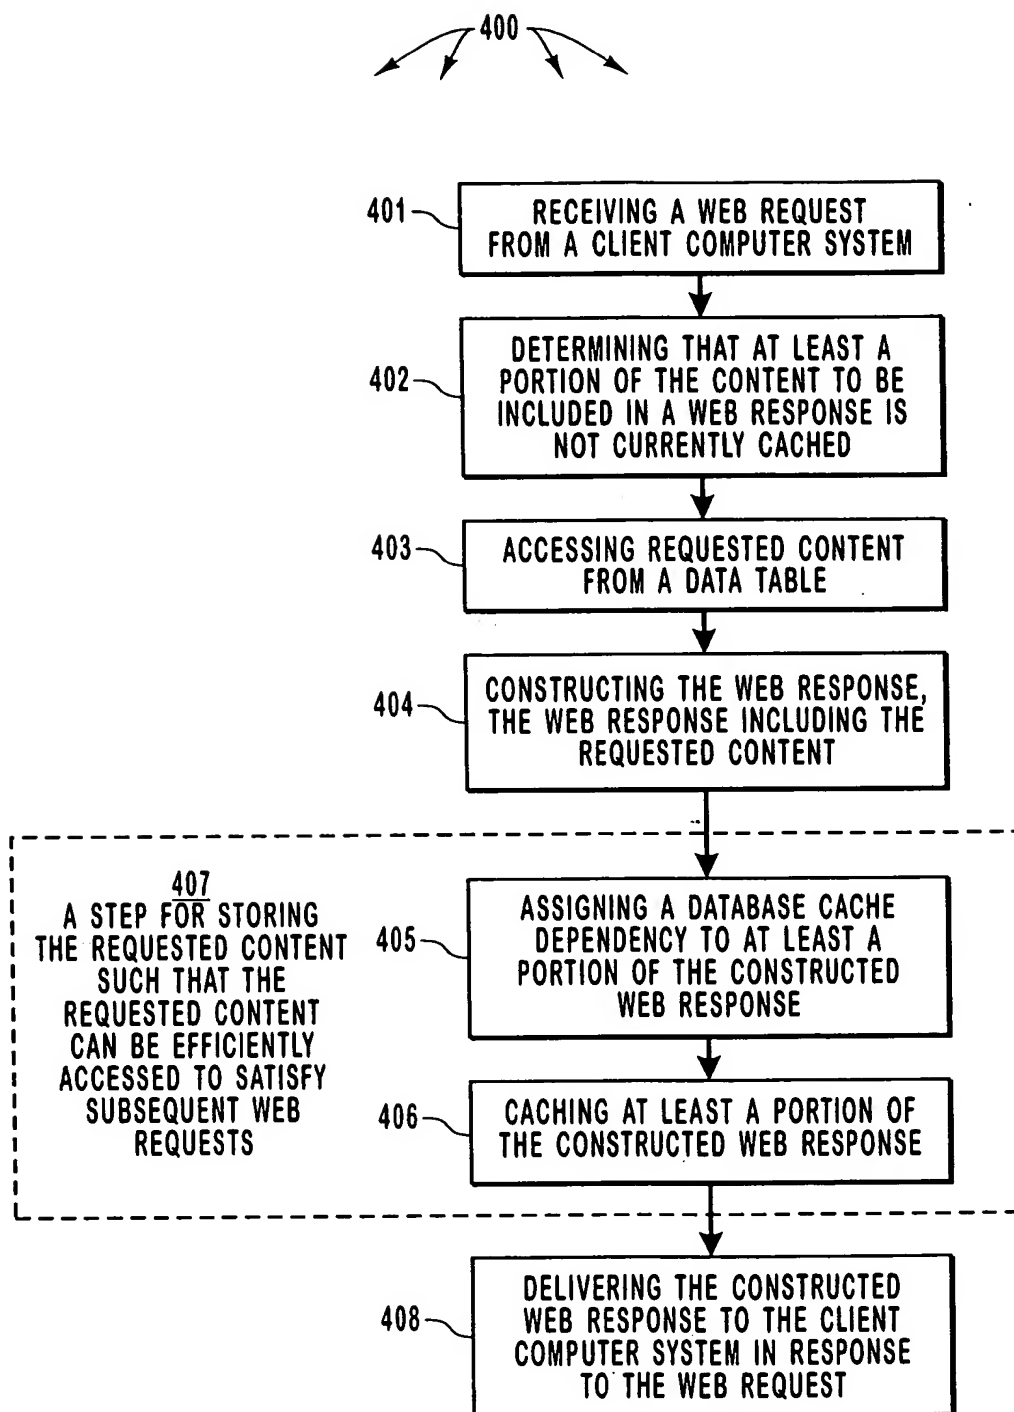 400
401
RECEIVING A WEB REQUEST
FROM A CLIENT COMPUTER SYSTEM
402
DETERMINING THAT AT LEAST A
PORTION OF THE CONTENT TO BE
INCLUDED IN A WEB RESPONSE IS
NOT CURRENTLY CACHED
403
ACCESSING REQUESTED CONTENT
FROM A DATA TABLE
404
CONSTRUCTING THE WEB RESPONSE,
THE WEB RESPONSE INCLUDING THE
REQUESTED CONTENT
407
A STEP FOR STORING
THE REQUESTED CONTENT
SUCH THAT THE
REQUESTED CONTENT
CAN BE EFFICIENTLY
ACCESSED TO SATISFY
SUBSEQUENT WEB
REQUESTS
405
ASSIGNING A DATABASE CACHE
DEPENDENCY TO AT LEAST A
PORTION OF THE CONSTRUCTED
WEB RESPONSE
406
CACHING AT LEAST A PORTION OF
THE CONSTRUCTED WEB RESPONSE
408
DELIVERING THE CONSTRUCTED
WEB RESPONSE TO THE CLIENT
COMPUTER SYSTEM IN RESPONSE
TO THE WEB REQUEST